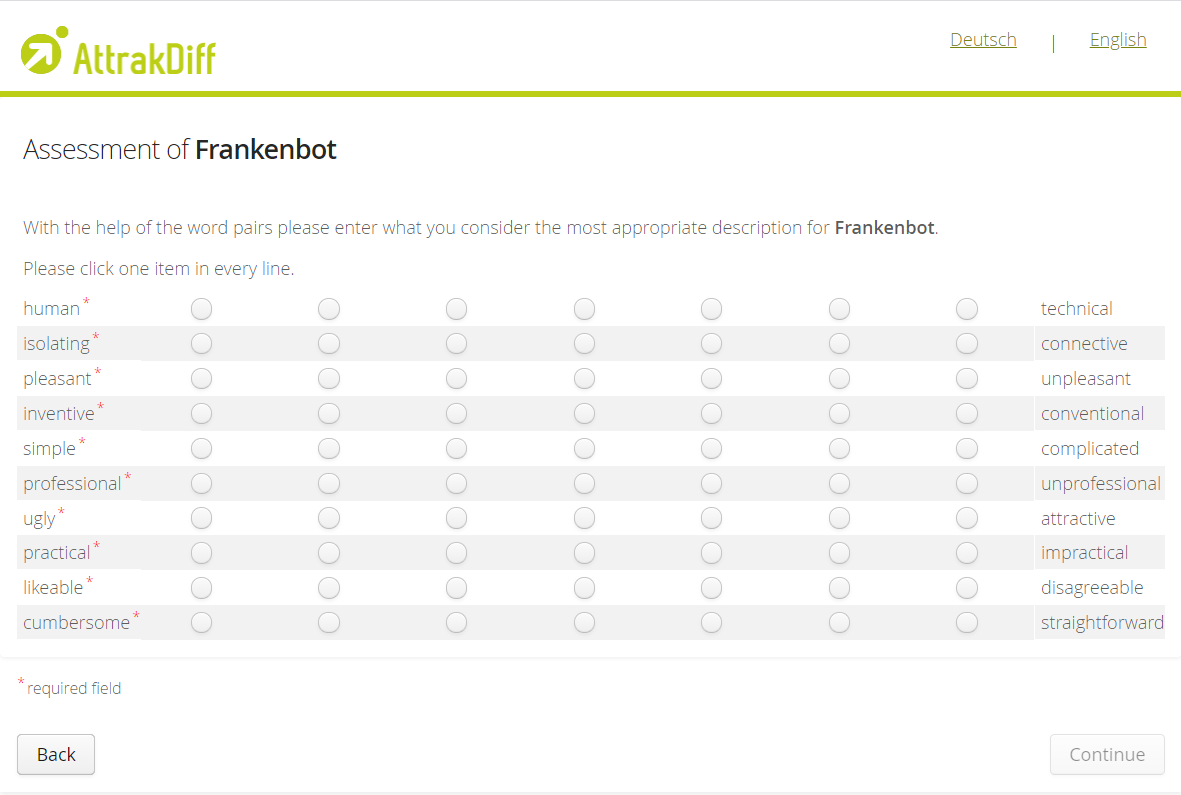 AttrakDiff
Deutsch | English
Assessment of Frankenbot
With the help of the word pairs please enter what you consider the most appropriate description for Frankenbot.
Please click one item in every line.
human* technical
isolating* connective
pleasant* unpleasant
inventive* conventional
simple* complicated
professional* unprofessional
ugly* attractive
practical* impractical
likeable* disagreeable
cumbersome* straightforward
* required field
Back Continue